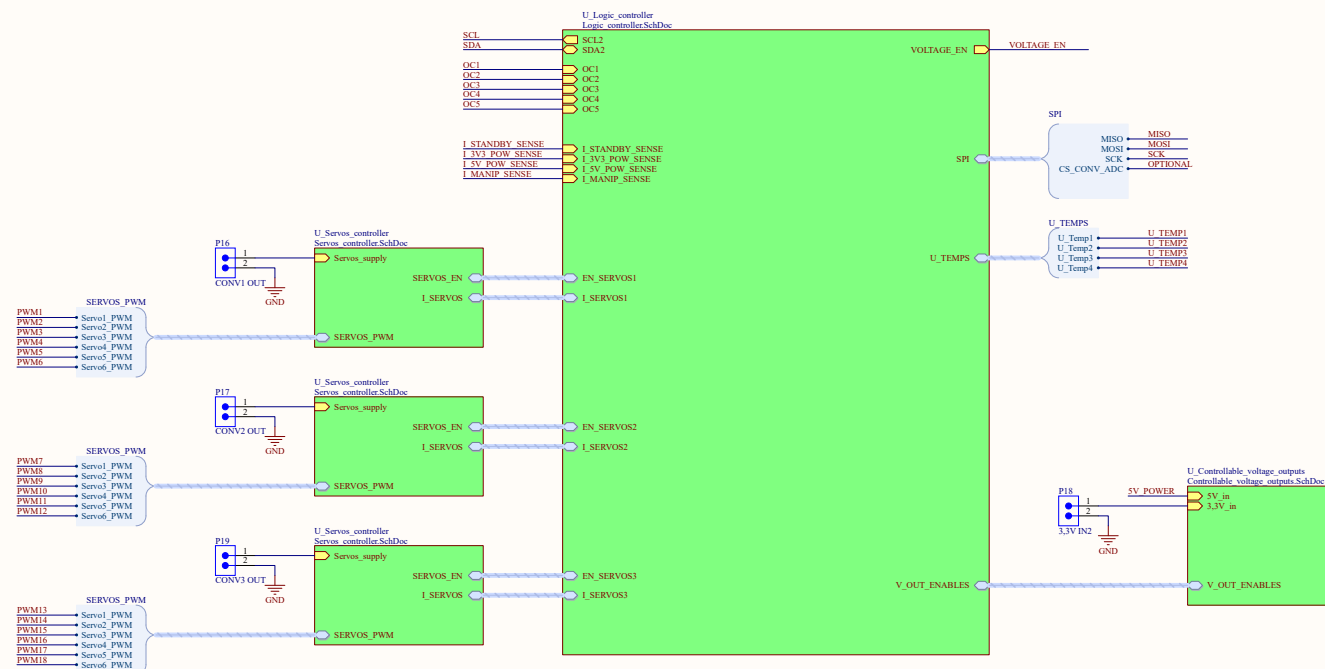 U_Logic_controller
Logic_controller.SchDoc
SCL
SCL2
SDA
SDA2
VOLTAGE_EN
VOLTAGE_EN
OC1
OC1
OC2
OC2
OC3
OC3
OC4
OC4
OC5
OC5
I_STANDBY_SENSE
I_STANDBY_SENSE
I_3V3_POW_SENSE
I_3V3_POW_SENSE
I_5V_POW_SENSE
I_5V_POW_SENSE
I_MANIP_SENSE
I_MANIP_SENSE
SPI
SPI
MISO
MISO
MOSI
MOSI
SCK
SCK
CS_CONV_ADC
OPTIONAL
U_TEMPS
U_TEMPS
U_Temp1
U_TEMP1
U_Temp2
U_TEMP2
U_Temp3
U_TEMP3
U_Temp4
U_TEMP4
U_Servos_controller
Servos_controller.SchDoc
P16
1
2
CONV1 OUT
GND
Servos_supply
SERVOS_EN
EN_SERVOS1
I_SERVOS
I_SERVOS1
SERVOS_PWM
SERVOS_PWM
PWM1
Servo1_PWM
PWM2
Servo2_PWM
PWM3
Servo3_PWM
PWM4
Servo4_PWM
PWM5
Servo5_PWM
PWM6
Servo6_PWM
U_Servos_controller
Servos_controller.SchDoc
P17
1
2
CONV2 OUT
GND
Servos_supply
SERVOS_EN
EN_SERVOS2
I_SERVOS
I_SERVOS2
SERVOS_PWM
SERVOS_PWM
PWM7
Servo1_PWM
PWM8
Servo2_PWM
PWM9
Servo3_PWM
PWM10
Servo4_PWM
PWM11
Servo5_PWM
PWM12
Servo6_PWM
U_Controllable_voltage_outputs
Controllable_voltage_outputs.SchDoc
P18
1
2
3,3V IN2
GND
5V_POWER
5V_in
3,3V_in
V_OUT_ENABLES
V_OUT_ENABLES
U_Servos_controller
Servos_controller.SchDoc
P19
1
2
CONV3 OUT
GND
Servos_supply
SERVOS_EN
EN_SERVOS3
I_SERVOS
I_SERVOS3
SERVOS_PWM
SERVOS_PWM
PWM13
Servo1_PWM
PWM14
Servo2_PWM
PWM15
Servo3_PWM
PWM16
Servo4_PWM
PWM17
Servo5_PWM
PWM18
Servo6_PWM